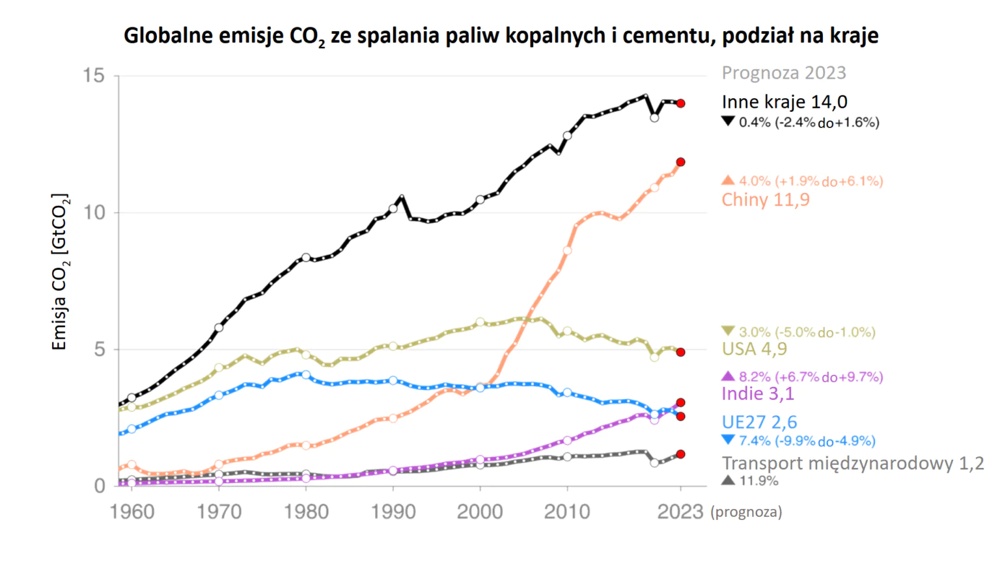 Globalne emisje CO₂ ze spalania paliw kopalnych i cementu, podział na kraje
Emisja CO₂ [GtCO₂]
15
10
5
0
1960
1970
1980
1990
2000
2010
2023 (prognoza)
Prognoza 2023
Inne kraje 14,0
▼ 0.4% (-2.4% do +1.6%)
▲ 4.0% (+1.9% do +6.1%)
Chiny 11,9
▼ 3.0% (-5.0% do -1.0%)
USA 4,9
▲ 8.2% (+6.7% do +9.7%)
Indie 3,1
UE27 2,6
▼ 7.4% (-9.9% do -4.9%)
Transport międzynarodowy 1,2
▲ 11.9%